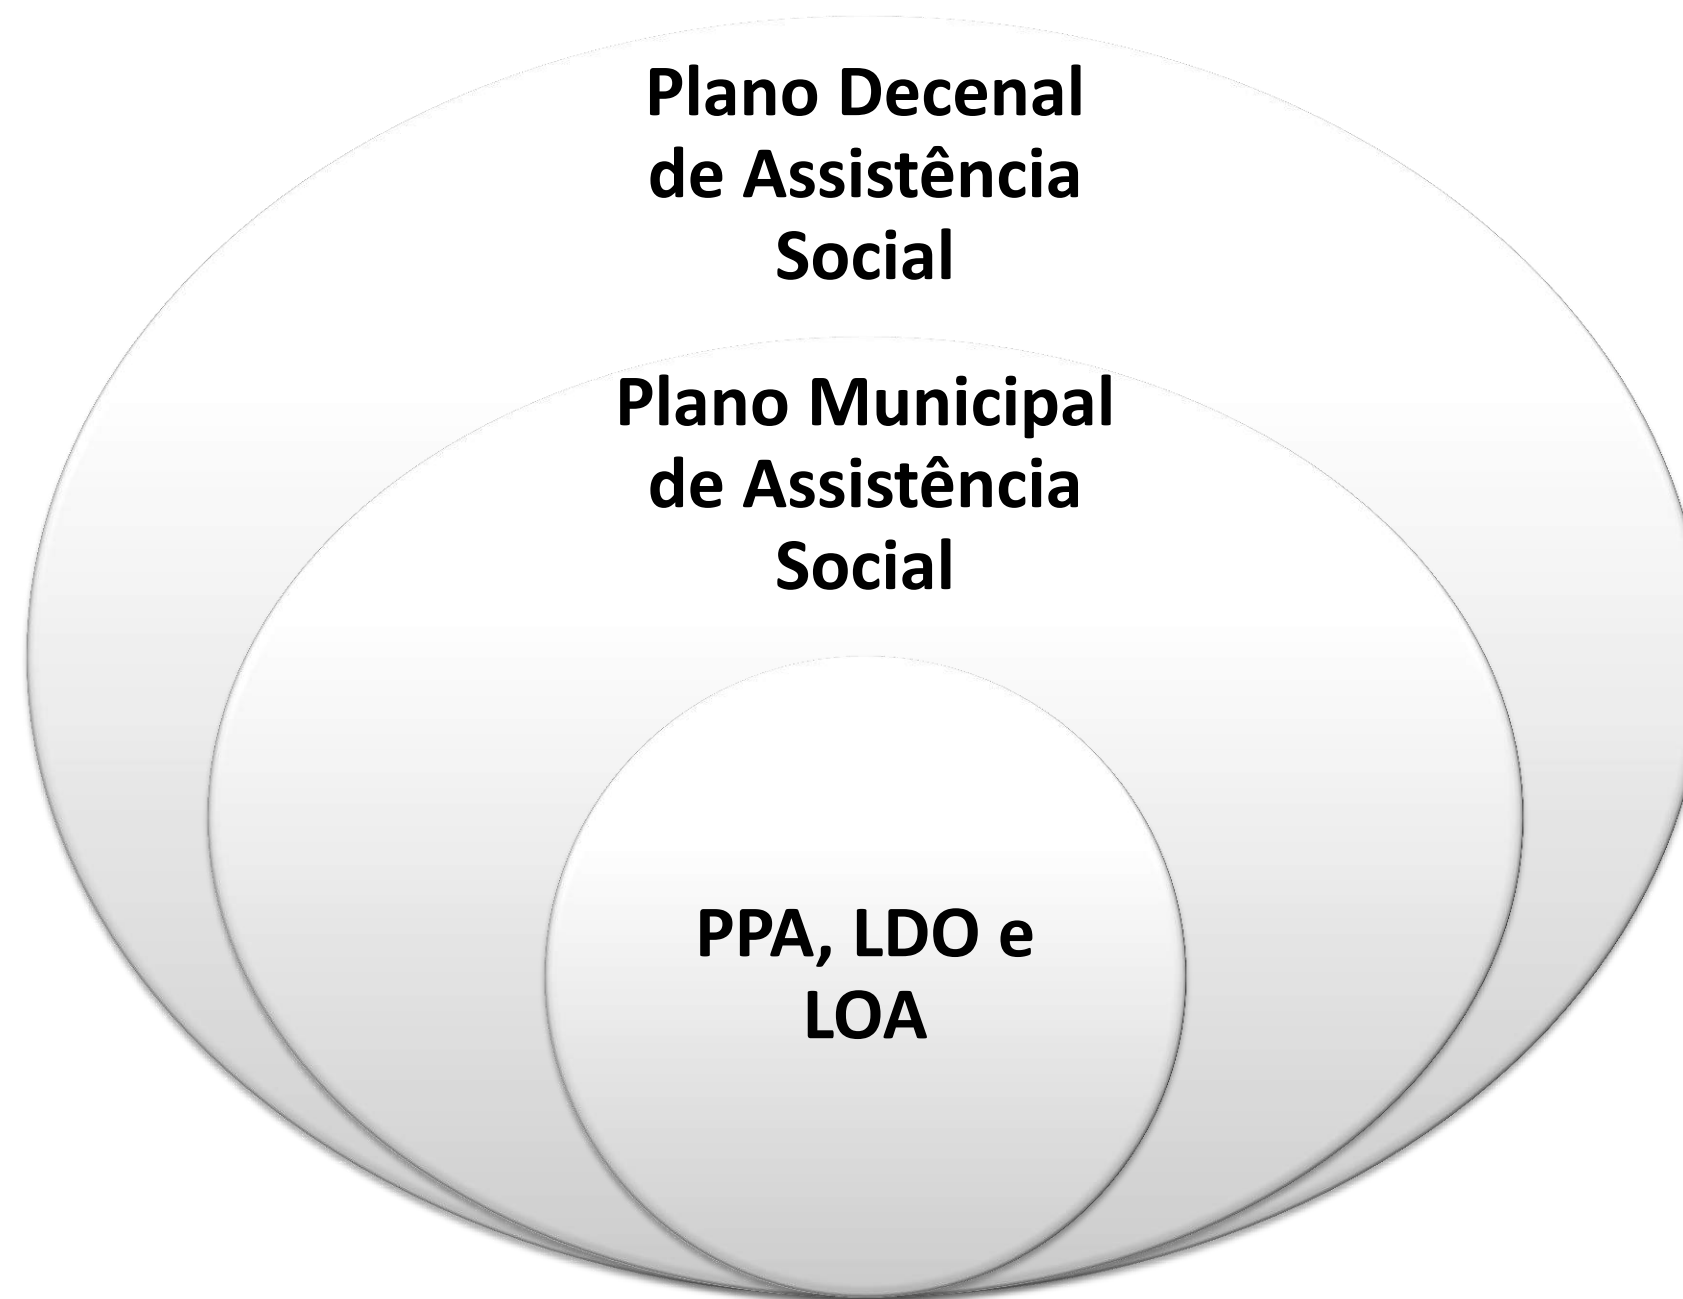 Plano Decenal
de Assistência
Social
Plano Municipal
de Assistência
Social
PPA, LDO e
LOA